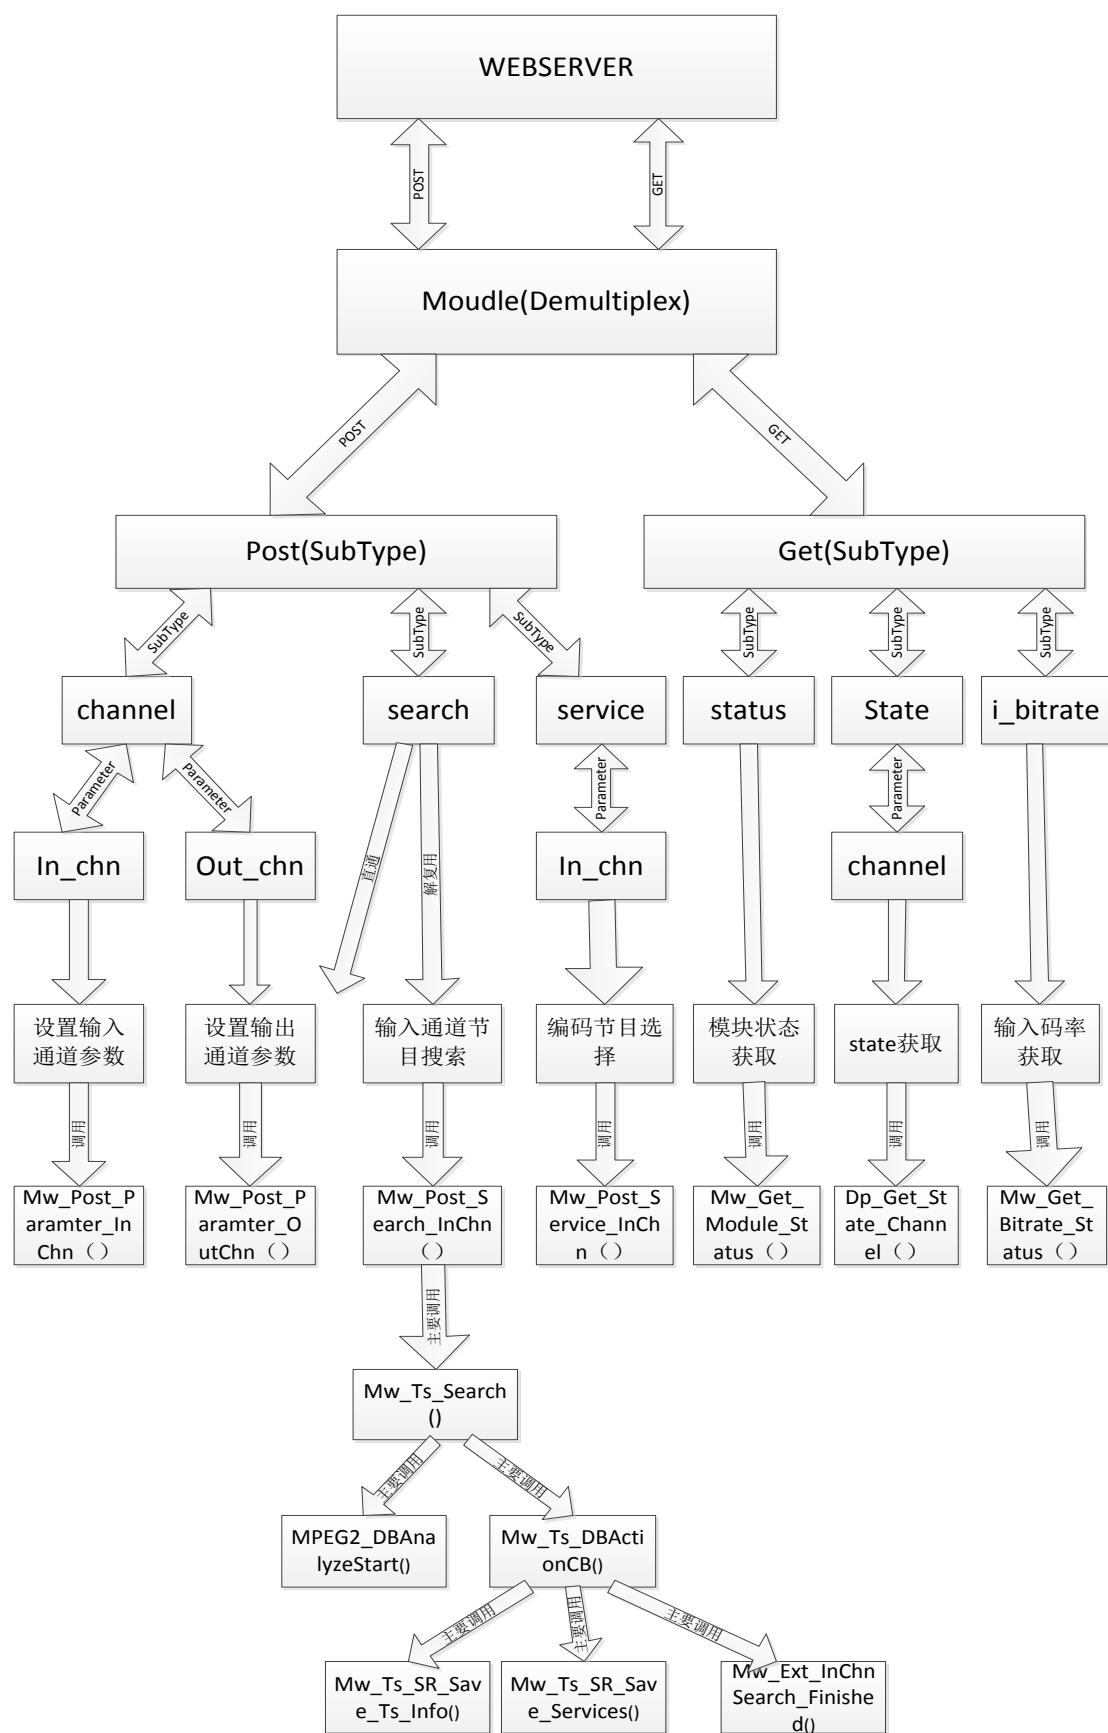 WEBSERVER
POST
GET
Moudle(Demultiplex)
POST
GET
Post(SubType)
Get(SubType)
SubType
SubType
SubType
SubType
SubType
SubType
channel
search
service
status
State
i_bitrate
Parameter
Parameter
Parameter
Parameter
直通
解复用
In_chn
Out_chn
In_chn
channel
设置输入
通道参数
设置输出
通道参数
输入通道节
目搜索
编码节目选
择
模块状态
获取
state获取
输入码率
获取
调用
调用
调用
调用
调用
调用
调用
Mw_Post_P
aramter_In
Chn（）
Mw_Post_P
aramter_O
utChn（）
Mw_Post_S
earch_InChn
()
Mw_Post_S
ervice_InCh
n（）
Mw_Get_
Module_St
atus（）
Dp_Get_St
ate_Chann
el（）
Mw_Get_
Bitrate_St
atus（）
主要调用
Mw_Ts_Search
()
主要调用
主要调用
MPEG2_DBAna
lyzeStart()
Mw_Ts_DBActi
onCB()
主要调用
主要调用
主要调用
Mw_Ts_SR_Sav
e_Ts_Info()
Mw_Ts_SR_Sav
e_Services()
Mw_Ext_InChn
Search_Finishe
d()